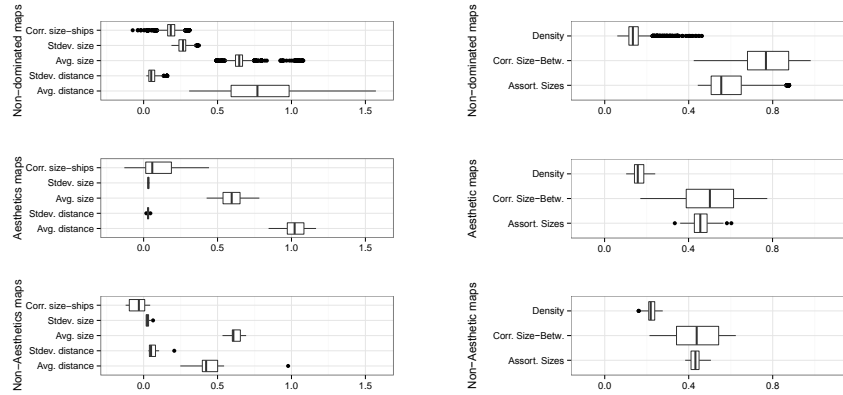 Non-dominated maps
Corr. size-ships
Stdev. size
Avg. size
Stdev. distance
Avg. distance
0.0 0.5 1.0 1.5
Non-dominated maps
Density
Corr. Size-Betw.
Assort. Sizes
0.0 0.4 0.8
Aesthetics maps
Corr. size-ships
Stdev. size
Avg. size
Stdev. distance
Avg. distance
0.0 0.5 1.0 1.5
Aesthetic maps
Density
Corr. Size-Betw.
Assort. Sizes
0.0 0.4 0.8
Non-Aesthetics maps
Corr. size-ships
Stdev. size
Avg. size
Stdev. distance
Avg. distance
0.0 0.5 1.0 1.5
Non-Aesthetic maps
Density
Corr. Size-Betw.
Assort. Sizes
0.0 0.4 0.8